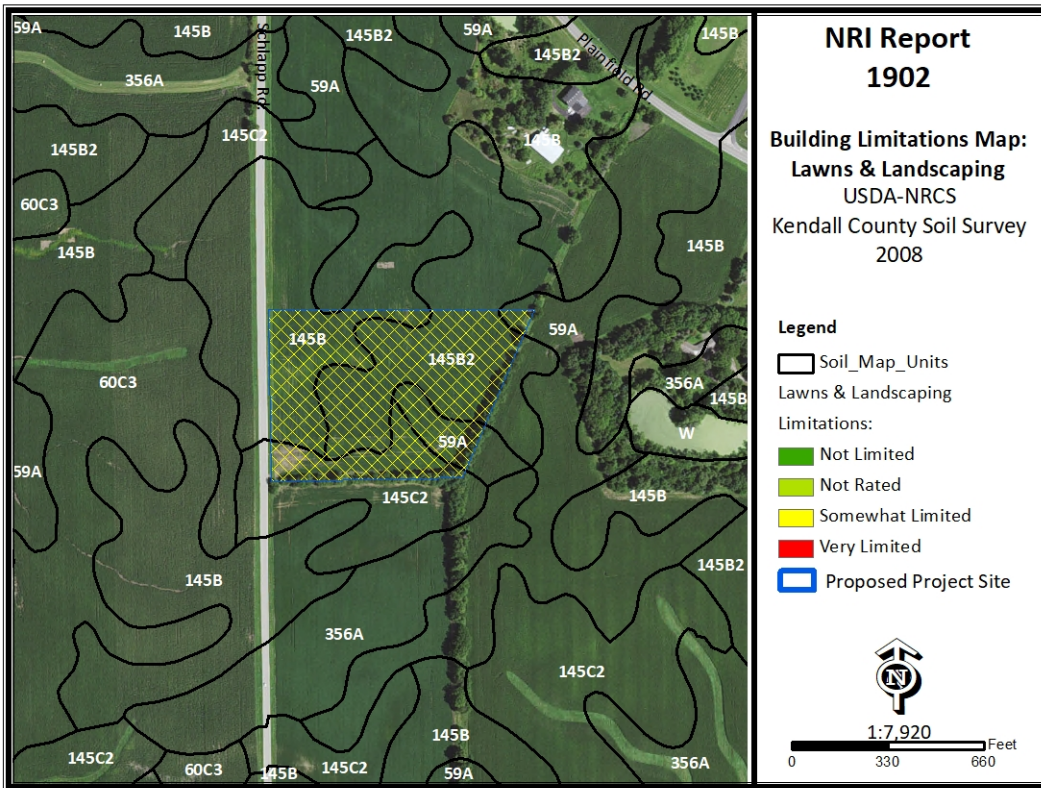 59A
145B
145B2
59A
145B
Schlapp Rd.
Plainfield Rd
145B2
356A
59A
145C2
145B
145B2
60C3
145B
145B
145B
59A
145B2
60C3
356A
145B
W
59A
59A
145C2
145B
145B2
145B
356A
145C2
145B
145C2
60C3
145B
145C2
59A
356A
NRI Report
1902
Building Limitations Map:
Lawns & Landscaping
USDA-NRCS
Kendall County Soil Survey
2008
Legend
Soil_Map_Units
Lawns & Landscaping
Limitations:
Not Limited
Not Rated
Somewhat Limited
Very Limited
Proposed Project Site
N
1:7,920
Feet
0 330 660